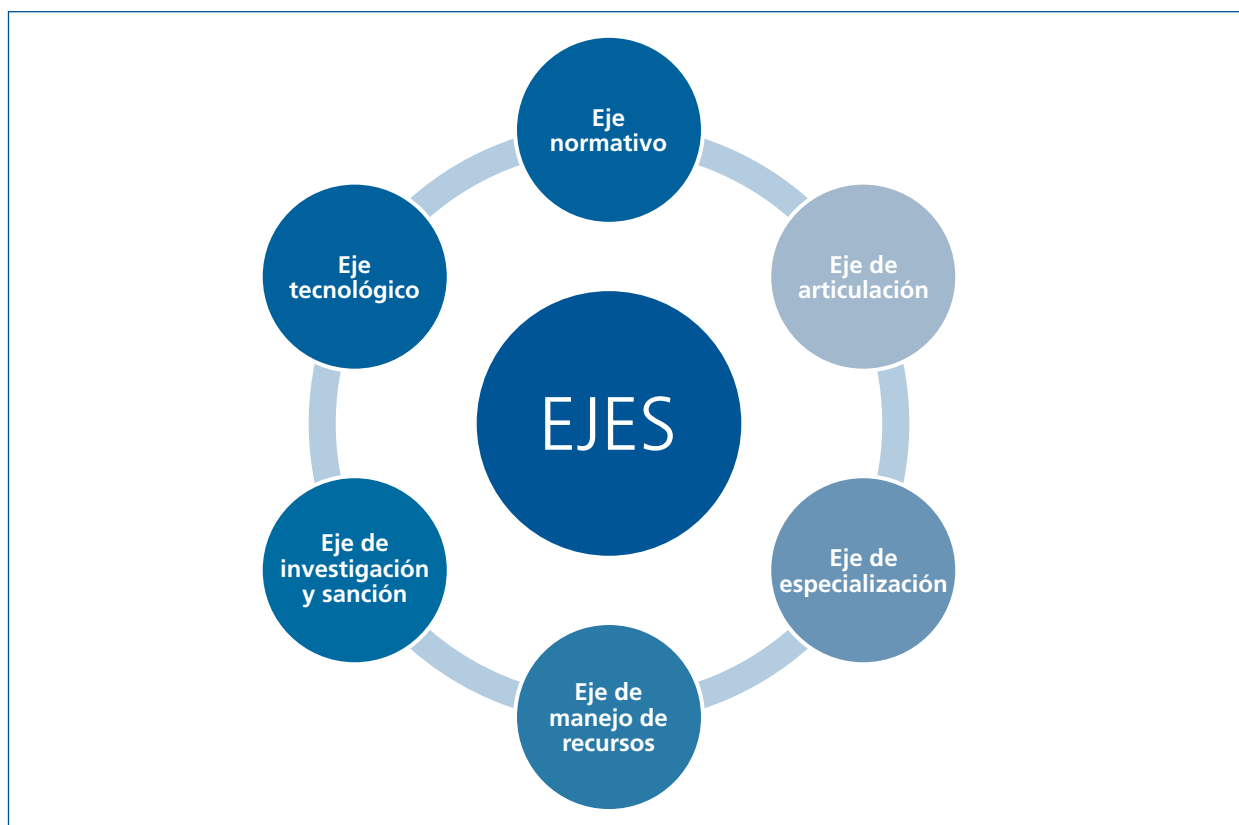 Eje
normativo
Eje de
articulación
Eje de
especialización
Eje de
manejo de
recursos
Eje de
investigación
y sanción
Eje
tecnológico
EJES